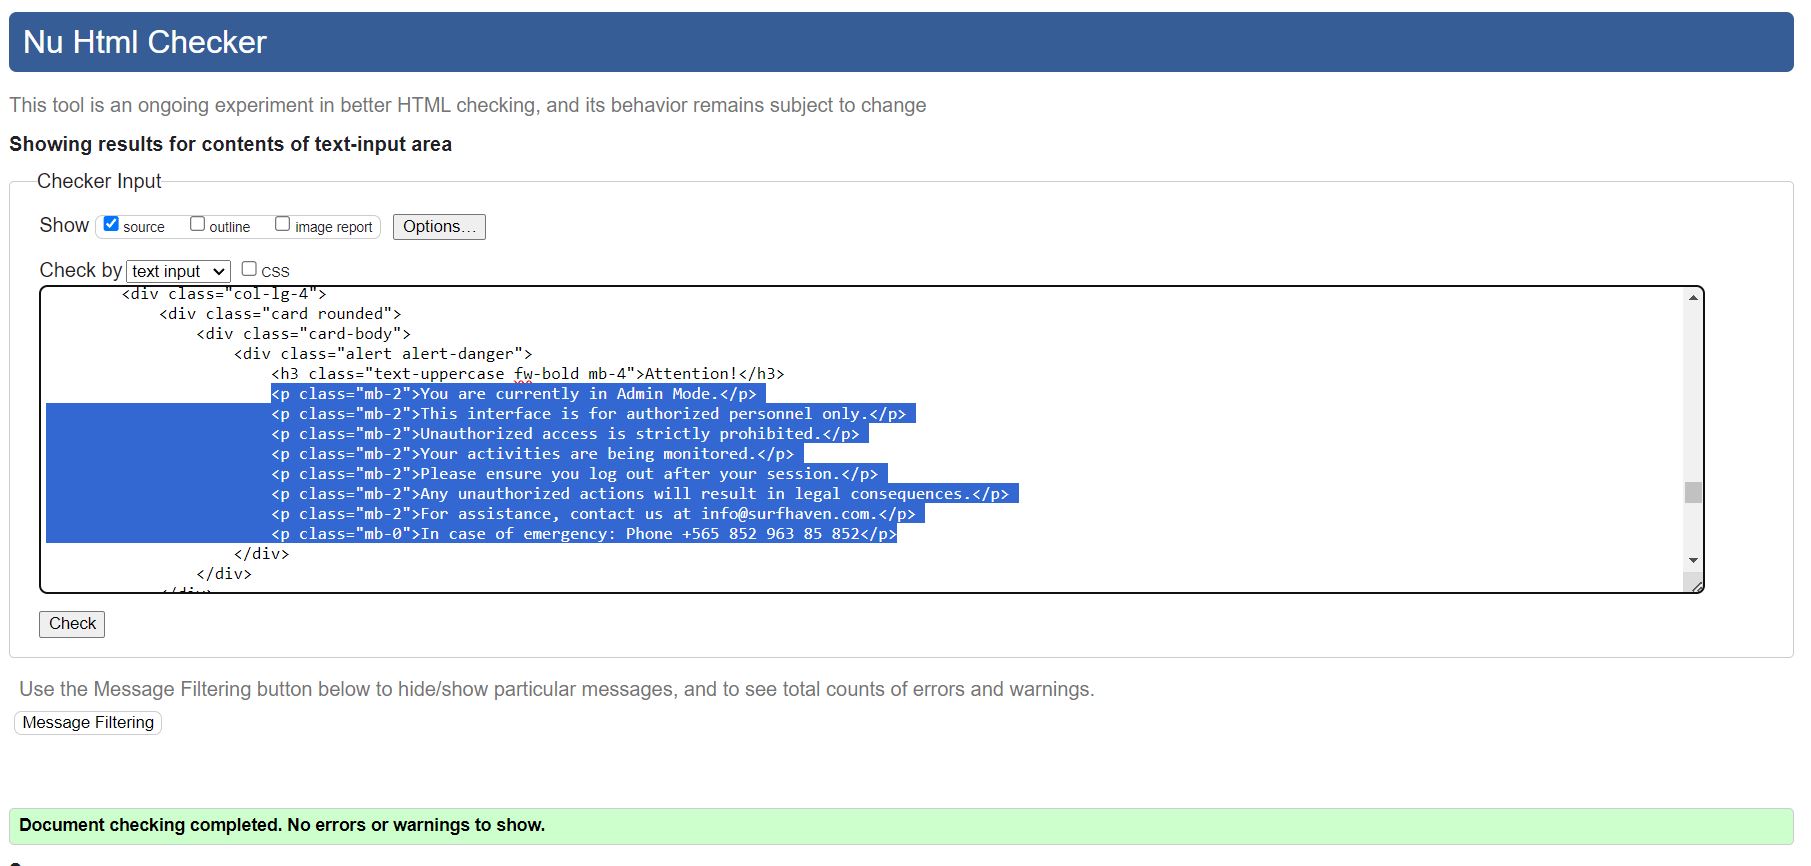 Nu Html Checker
This tool is an ongoing experiment in better HTML checking, and its behavior remains subject to change
Showing results for contents of text-input area
Checker Input
Show source outline image report Options...
Check by text input CSS
<div class="col-lg-4">
<div class="card rounded">
<div class="card-body">
<div class="alert alert-danger">
<h3 class="text-uppercase fw-bold mb-4">Attention!</h3>
<p class="mb-2">You are currently in Admin Mode.</p>
<p class="mb-2">This interface is for authorized personnel only.</p>
<p class="mb-2">Unauthorized access is strictly prohibited.</p>
<p class="mb-2">Your activities are being monitored.</p>
<p class="mb-2">Please ensure you log out after your session.</p>
<p class="mb-2">Any unauthorized actions will result in legal consequences.</p>
<p class="mb-2">For assistance, contact us at info@surfhaven.com.</p>
<p class="mb-0">In case of emergency: Phone +565 852 963 85 852</p>
</div>
</div>
Check
Use the Message Filtering button below to hide/show particular messages, and to see total counts of errors and warnings.
Message Filtering
Document checking completed. No errors or warnings to show.